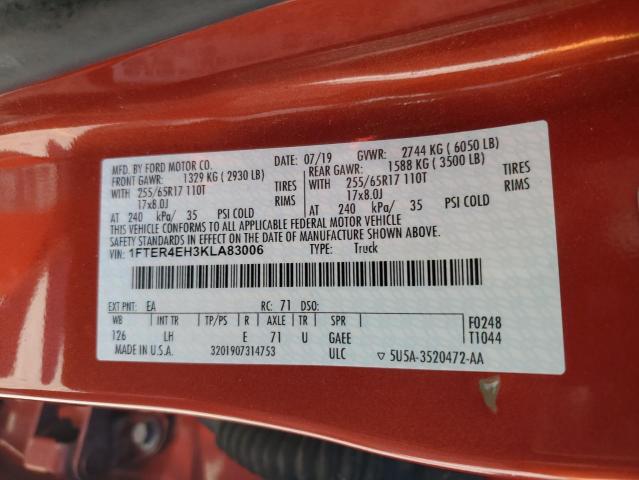 MFD. BY FORD MOTOR CO. 07/19 GVWR: 2744 KG ( 6050 LB)
FRONT GAWR: 1329 KG ( 2930 LB) REAR GAWR: 1588 KG ( 3500 LB)
WITH 255/65R17 110T TIRES WITH 255/65R17 110T TIRES
17x8.0J RIMS 17x8.0J RIMS
AT 240 kPa/ 35 PSI COLD AT 240 kPa/ 35 PSI COLD
THIS VEHICLE CONFORMS TO ALL APPLICABLE FEDERAL MOTOR VEHICLE
SAFETY STANDARDS IN EFFECT ON THE DATE OF MANUFACTURE SHOWN ABOVE.
VIN: 1FTER4EH3KLA83006 TYPE: Truck
EXT PNT: EA RC: 71 DSO:
WB INT TR TP/PS R AXLE TR SPR F0248
126 LH E 71 U GAEE T1044
MADE IN U.S.A. 3201907314753 ULC ▽ 5U5A-3520472-AA